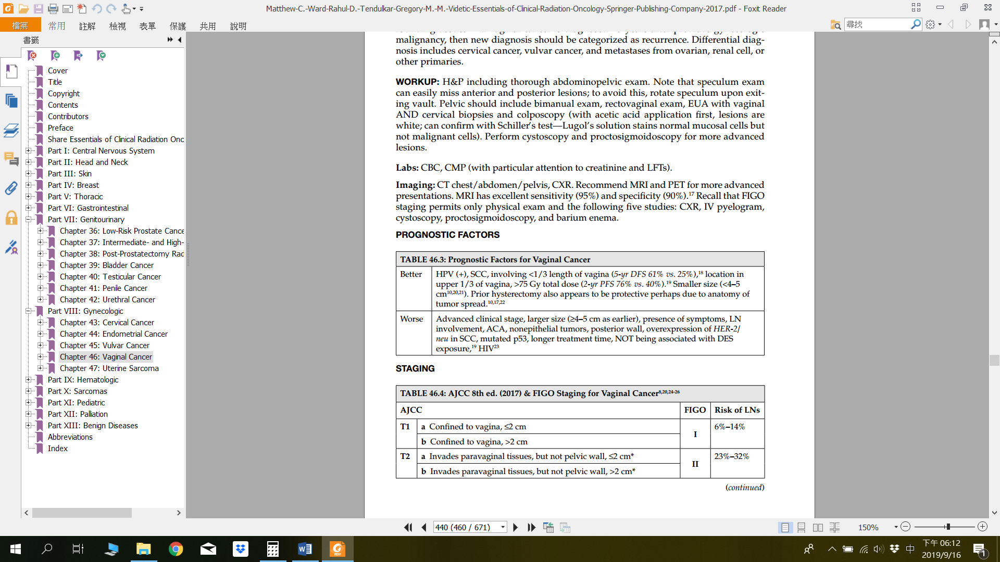 Matthew-C.-Ward-Rahul-D.-Tendulkar-Gregory-M.-M.-Videtic-Essentials-of-Clinical-Radiation-Oncology-Springer-Publishing-Company-2017.pdf - Foxit Reader
檔案 常用 註解 檢視 表單 保護 共用 說明
尋找
書籤
Cover
Title
Copyright
Contents
Contributors
Preface
Share Essentials of Clinical Radiation Onc
Part I: Central Nervous System
Part II: Head and Neck
Part III: Skin
Part IV: Breast
Part V: Thoracic
Part VI: Gastrointestinal
Part VII: Genitourinary
Chapter 36: Low-Risk Prostate Cance
Chapter 37: Intermediate- and High-
Chapter 38: Post-Prostatectomy Rad
Chapter 39: Bladder Cancer
Chapter 40: Testicular Cancer
Chapter 41: Penile Cancer
Chapter 42: Urethral Cancer
Part VIII: Gynecologic
Chapter 43: Cervical Cancer
Chapter 44: Endometrial Cancer
Chapter 45: Vulvar Cancer
Chapter 46: Vaginal Cancer
Chapter 47: Uterine Sarcoma
Part IX: Hematologic
Part X: Sarcomas
Part XI: Pediatric
Part XII: Palliation
Part XIII: Benign Diseases
Abbreviations
Index
malignancy, then new diagnosis should be categorized as recurrence. Differential diag-
nosis includes cervical cancer, vulvar cancer, and metastases from ovarian, renal cell, or
other primaries.
WORKUP: H&P including thorough abdominopelvic exam. Note that speculum exam
can easily miss anterior and posterior lesions; to avoid this, rotate speculum upon exit-
ing vault. Pelvic should include bimanual exam, rectovaginal exam, EUA with vaginal
AND cervical biopsies and colposcopy (with acetic acid application first, lesions are
white; can confirm with Schiller's test—Lugol's solution stains normal mucosal cells but
not malignant cells). Perform cystoscopy and proctosigmoidoscopy for more advanced
lesions.
Labs: CBC, CMP (with particular attention to creatinine and LFTs).
Imaging: CT chest/abdomen/pelvis, CXR. Recommend MRI and PET for more advanced
presentations. MRI has excellent sensitivity (95%) and specificity (90%).17 Recall that FIGO
staging permits only physical exam and the following five studies: CXR, IV pyelogram,
cystoscopy, proctosigmoidoscopy, and barium enema.
PROGNOSTIC FACTORS
TABLE 46.3: Prognostic Factors for Vaginal Cancer
Better HPV (+), SCC, involving <1/3 length of vagina (5-yr DFS 61% vs. 25%),18 location in
upper 1/3 of vagina, >75 Gy total dose (2-yr PFS 76% vs. 40%).19 Smaller size (<4–5
cm10,20,21). Prior hysterectomy also appears to be protective perhaps due to anatomy of
tumor spread.10,17,22
Worse Advanced clinical stage, larger size (≥4–5 cm as earlier), presence of symptoms, LN
involvement, ACA, nonepithelial tumors, posterior wall, overexpression of HER-2/
neu in SCC, mutated p53, longer treatment time, NOT being associated with DES
exposure,19 HIV23
STAGING
TABLE 46.4: AJCC 8th ed. (2017) & FIGO Staging for Vaginal Cancer8,20,24-26
AJCC FIGO Risk of LNs
T1 a Confined to vagina, ≤2 cm I 6%–14%
b Confined to vagina, >2 cm
T2 a Invades paravaginal tissues, but not pelvic wall, ≤2 cm* II 23%–32%
b Invades paravaginal tissues, but not pelvic wall, >2 cm*
(continued)
440 (460 / 671)
150%
中
下午 06:12
2019/9/16
1